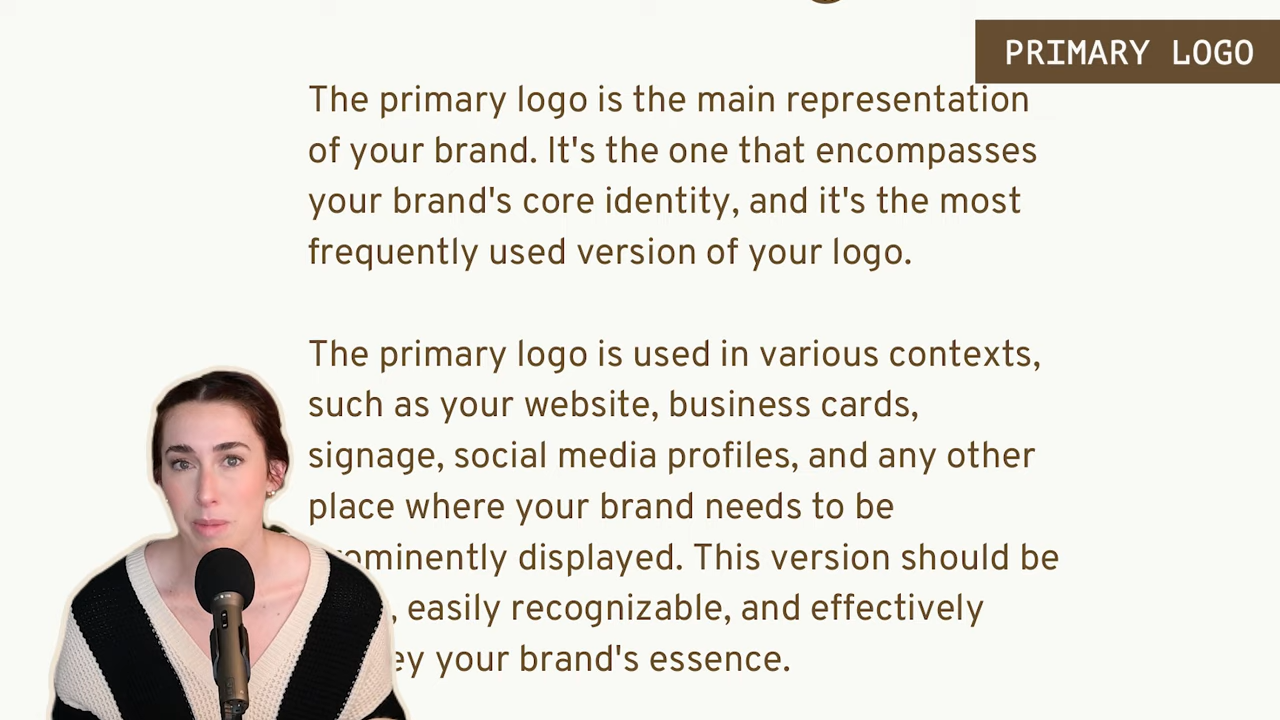 PRIMARY LOGO
The primary logo is the main representation
of your brand. It's the one that encompasses
your brand's core identity, and it's the most
frequently used version of your logo.
The primary logo is used in various contexts,
such as your website, business cards,
signage, social media profiles, and any other
place where your brand needs to be
prominently displayed. This version should be
, easily recognizable, and effectively
your brand's essence.